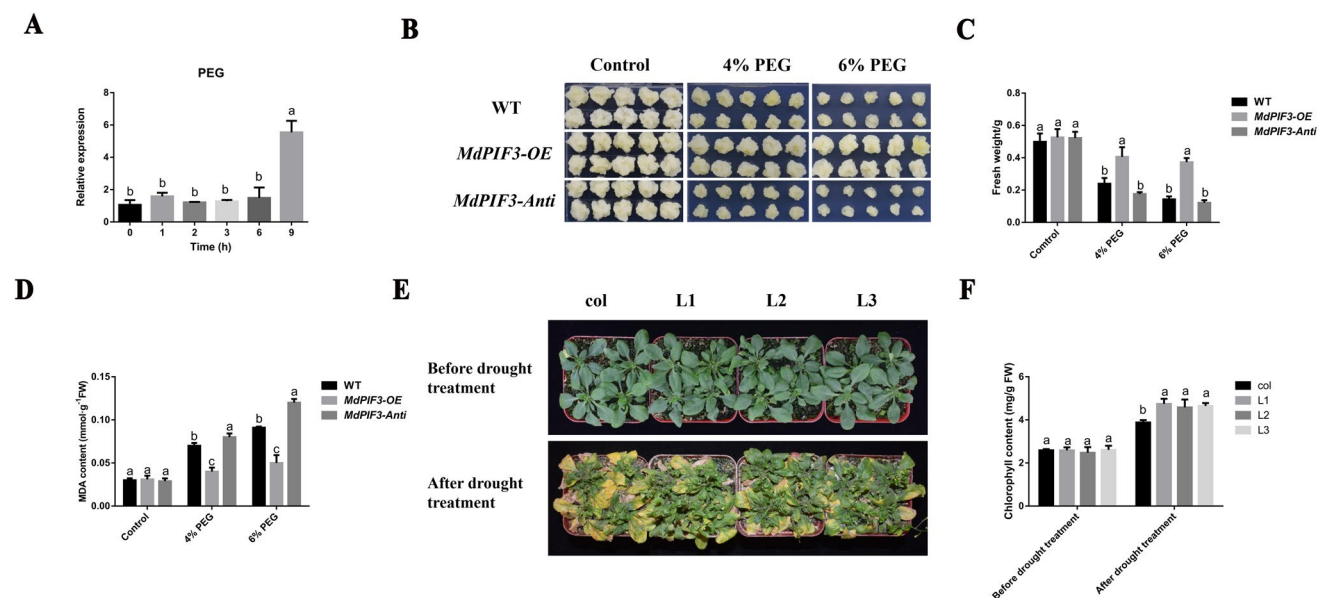 A
PEG
Relative expression
8
6
4
2
0
b
b
b
b
b
a
0
1
2
3
6
9
Time (h)
B
Control
4% PEG
6% PEG
WT
MdPIF3-OE
MdPIF3-Anti
C
Fresh weight/g
0.8
0.6
0.4
0.2
0.0
a
a
a
b
a
b
b
a
b
Comtrol
4% PEG
6% PEG
WT
MdPIF3-OE
MdPIF3-Anti
D
MDA content (mmol·g⁻¹FW)
0.15
0.10
0.05
0.00
a
a
a
b
c
a
b
c
a
Control
4% PEG
6% PEG
WT
MdPIF3-OE
MdPIF3-Anti
E
col
L1
L2
L3
Before drought
treatment
After drought
treatment
F
Chlorophyll content (mg/g FW)
6
4
2
0
a
a
a
a
b
a
a
a
Before drought treatment
After drought treatment
col
L1
L2
L3